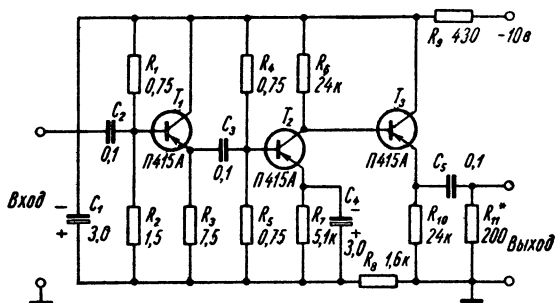 R₉ 430
-10в
R₁
0,75
R₄
0,75
R₆
24к
C₂
0,1
T₁
П415А
C₃
0,1
T₂
П415А
T₃
П415А
C₅ 0,1
Вход
C₁
3,0
R₂
1,5
R₃
7,5
R₅
0,75
R₇
5,1к
C₄
3,0
R₈ 1,6к
R₁₀
24к
R₁₁*
200
Выход